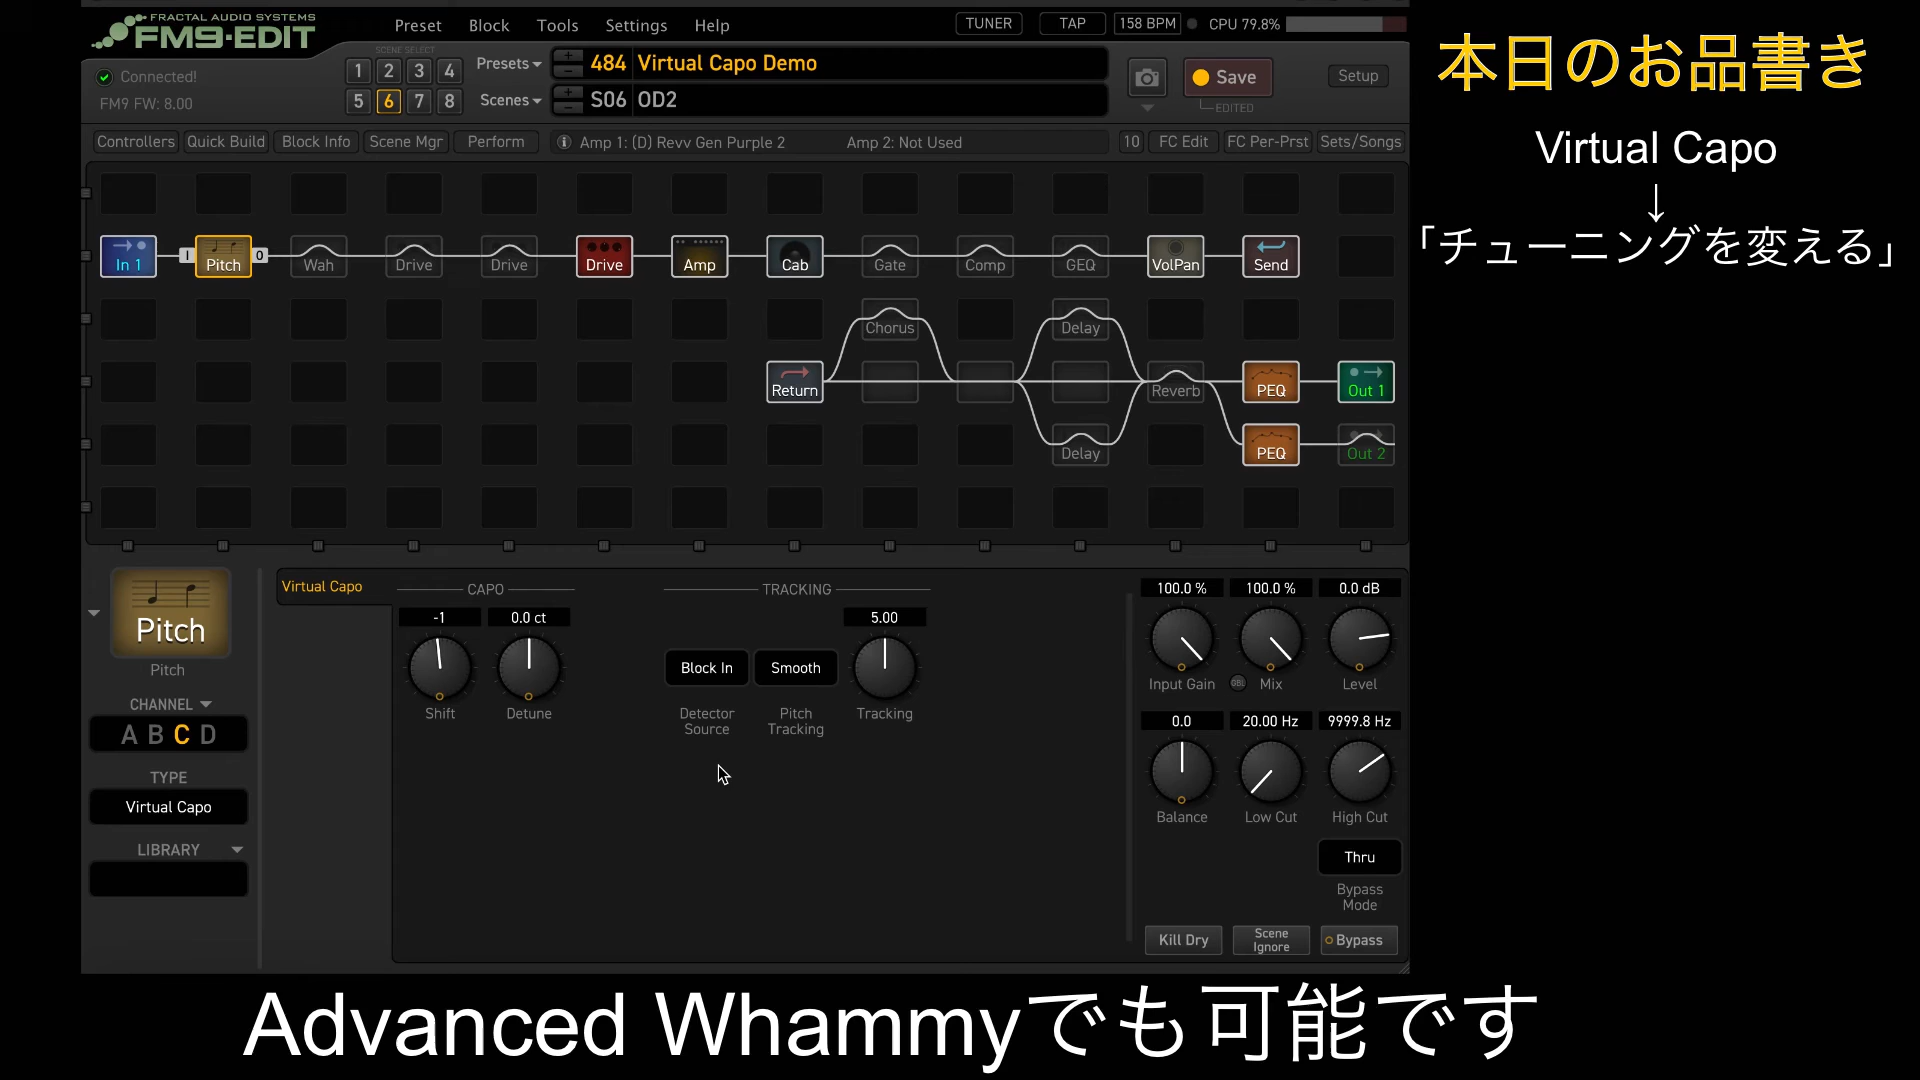 FRACTAL AUDIO SYSTEMS
FM9-EDIT
Preset Block Tools Settings Help
TUNER TAP 158 BPM CPU 79.8%
Connected!
FM9 FW: 8.00
SCENE SELECT
1 2 3 4
5 6 7 8
Presets 484 Virtual Capo Demo
Scenes S06 OD2
Save
EDITED
Setup
Controllers Quick Build Block Info Scene Mgr Perform
Amp 1: (D) Revv Gen Purple 2 Amp 2: Not Used
10 FC Edit FC Per-Prst Sets/Songs
In 1 I Pitch O Wah Drive Drive Drive Amp Cab Gate Comp GEQ VolPan Send
Chorus Delay
Return Reverb PEQ Out 1
Delay PEQ Out 2
Pitch
Pitch
CHANNEL
A B C D
TYPE
Virtual Capo
LIBRARY
Virtual Capo
CAPO
-1 0.0 ct
Shift Detune
TRACKING
5.00
Block In Smooth
Detector Source Pitch Tracking Tracking
100.0 % 100.0 % 0.0 dB
Input Gain GBL Mix Level
0.0 20.00 Hz 9999.8 Hz
Balance Low Cut High Cut
Thru
Bypass Mode
Kill Dry Scene Ignore Bypass
本日のお品書き
Virtual Capo
↓
「チューニングを変える」
Advanced Whammyでも可能です